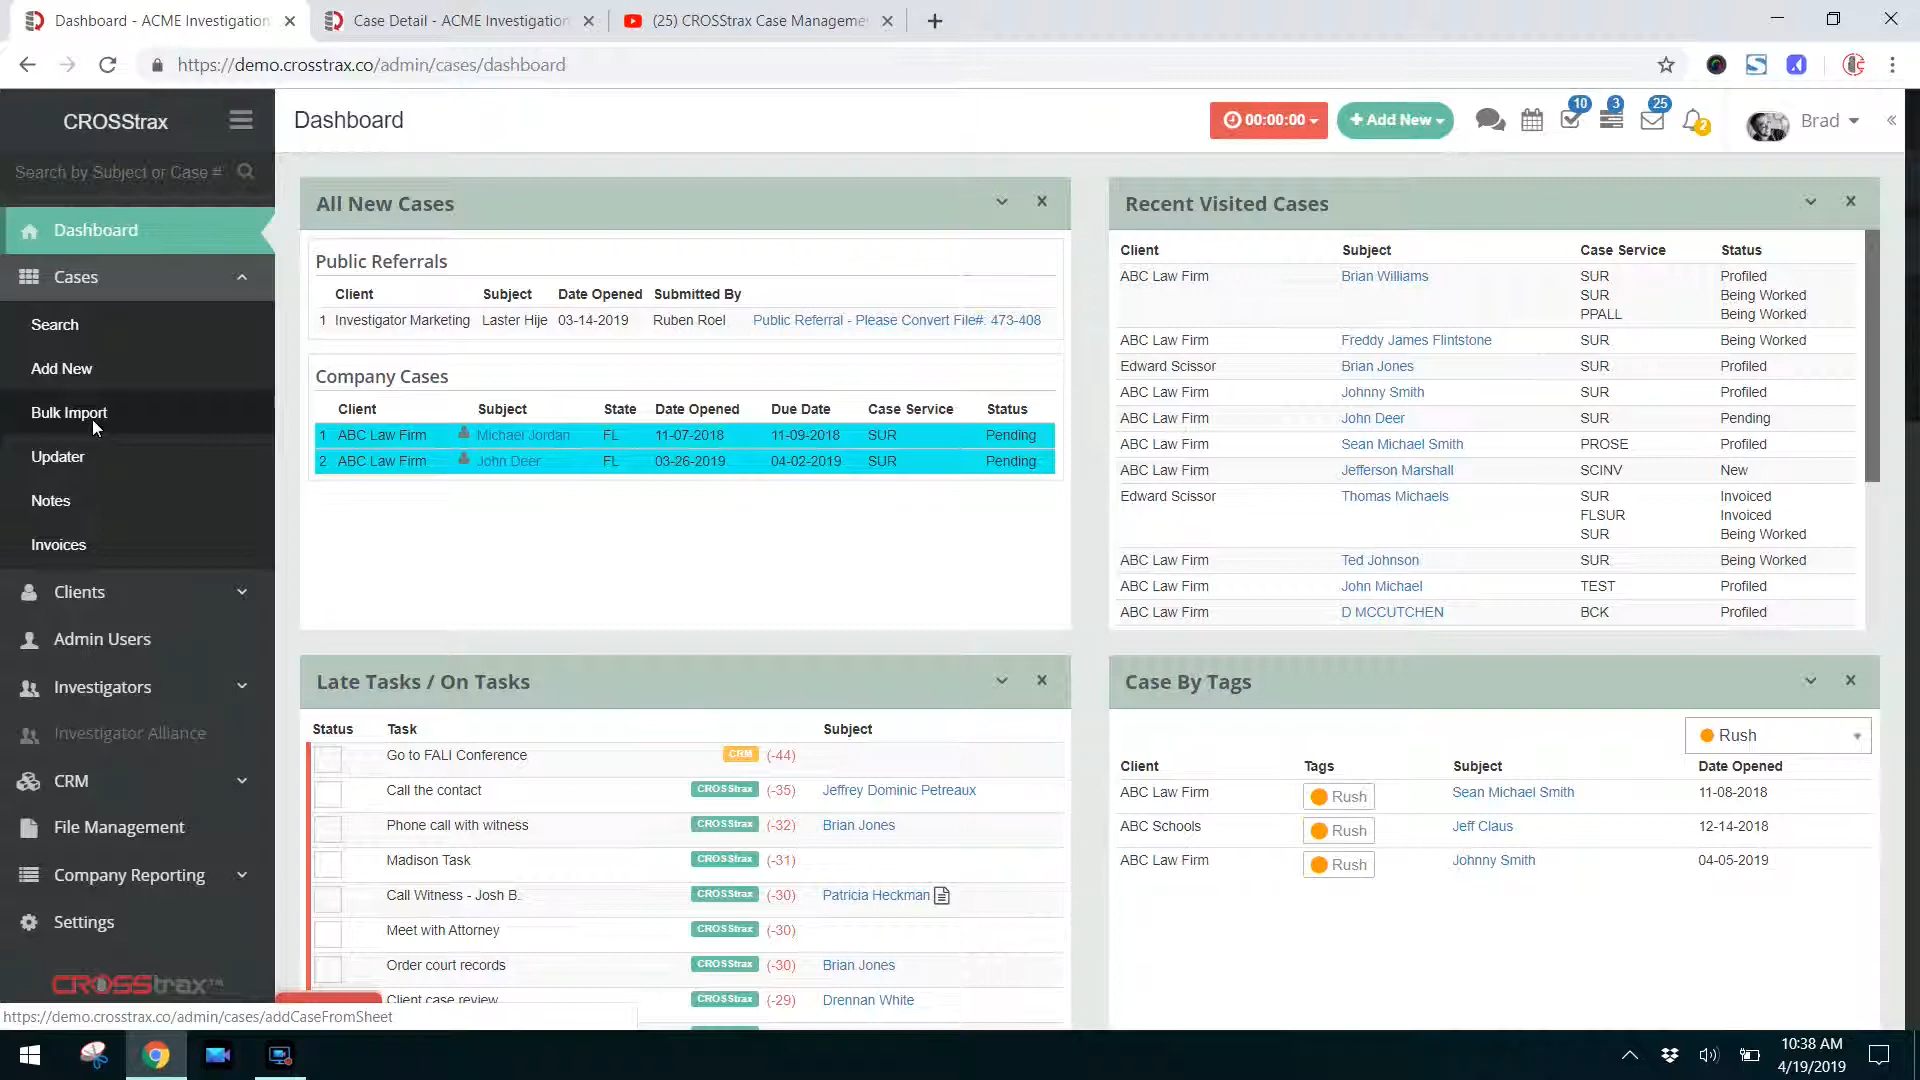 Dashboard - ACME Investigation
Case Detail - ACME Investigation
(25) CROSStrax Case Manageme
https://demo.crosstrax.co/admin/cases/dashboard
CROSStrax
Dashboard
00:00:00
+ Add New
10
3
25
2
Brad
Search by Subject or Case #
Dashboard
Cases
Search
Add New
Bulk Import
Updater
Notes
Invoices
Clients
Admin Users
Investigators
Investigator Alliance
CRM
File Management
Company Reporting
Settings
CROSStrax™
https://demo.crosstrax.co/admin/cases/addCaseFromSheet
All New Cases
Public Referrals
Client Subject Date Opened Submitted By
1 Investigator Marketing Laster Hije 03-14-2019 Ruben Roel Public Referral - Please Convert File#: 473-408
Company Cases
Client Subject State Date Opened Due Date Case Service Status
1 ABC Law Firm Michael Jordan FL 11-07-2018 11-09-2018 SUR Pending
2 ABC Law Firm John Deer FL 03-26-2019 04-02-2019 SUR Pending
Recent Visited Cases
Client Subject Case Service Status
ABC Law Firm Brian Williams SUR Profiled
SUR Being Worked
PPALL Being Worked
ABC Law Firm Freddy James Flintstone SUR Being Worked
Edward Scissor Brian Jones SUR Profiled
ABC Law Firm Johnny Smith SUR Profiled
ABC Law Firm John Deer SUR Pending
ABC Law Firm Sean Michael Smith PROSE Profiled
ABC Law Firm Jefferson Marshall SCINV New
Edward Scissor Thomas Michaels SUR Invoiced
FLSUR Invoiced
SUR Being Worked
ABC Law Firm Ted Johnson SUR Being Worked
ABC Law Firm John Michael TEST Profiled
ABC Law Firm D MCCUTCHEN BCK Profiled
Late Tasks / On Tasks
Status Task Subject
Go to FALI Conference CRM (-44)
Call the contact CROSStrax (-35) Jeffrey Dominic Petreaux
Phone call with witness CROSStrax (-32) Brian Jones
Madison Task CROSStrax (-31)
Call Witness - Josh B. CROSStrax (-30) Patricia Heckman
Meet with Attorney CROSStrax (-30)
Order court records CROSStrax (-30) Brian Jones
Client case review CROSStrax (-29) Drennan White
Case By Tags
Rush
Client Tags Subject Date Opened
ABC Law Firm Rush Sean Michael Smith 11-08-2018
ABC Schools Rush Jeff Claus 12-14-2018
ABC Law Firm Rush Johnny Smith 04-05-2019
10:38 AM
4/19/2019